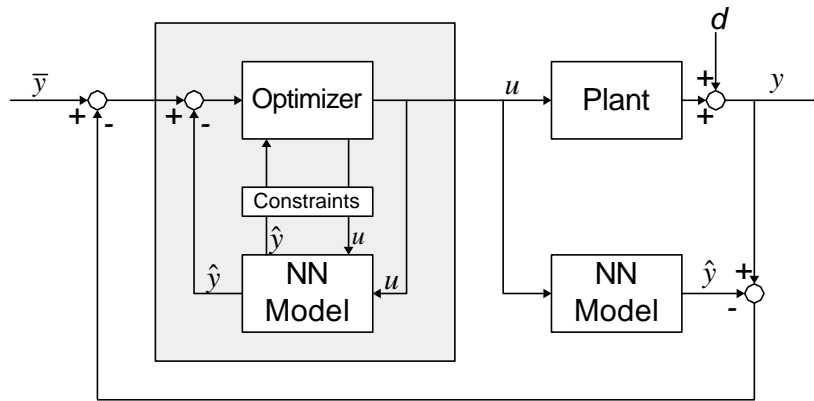 d
ȳ
+
-
+
-
Optimizer
u
Plant
+
+
y
Constraints
ŷ
u
ŷ
NN
Model
u
NN
Model
ŷ
+
-